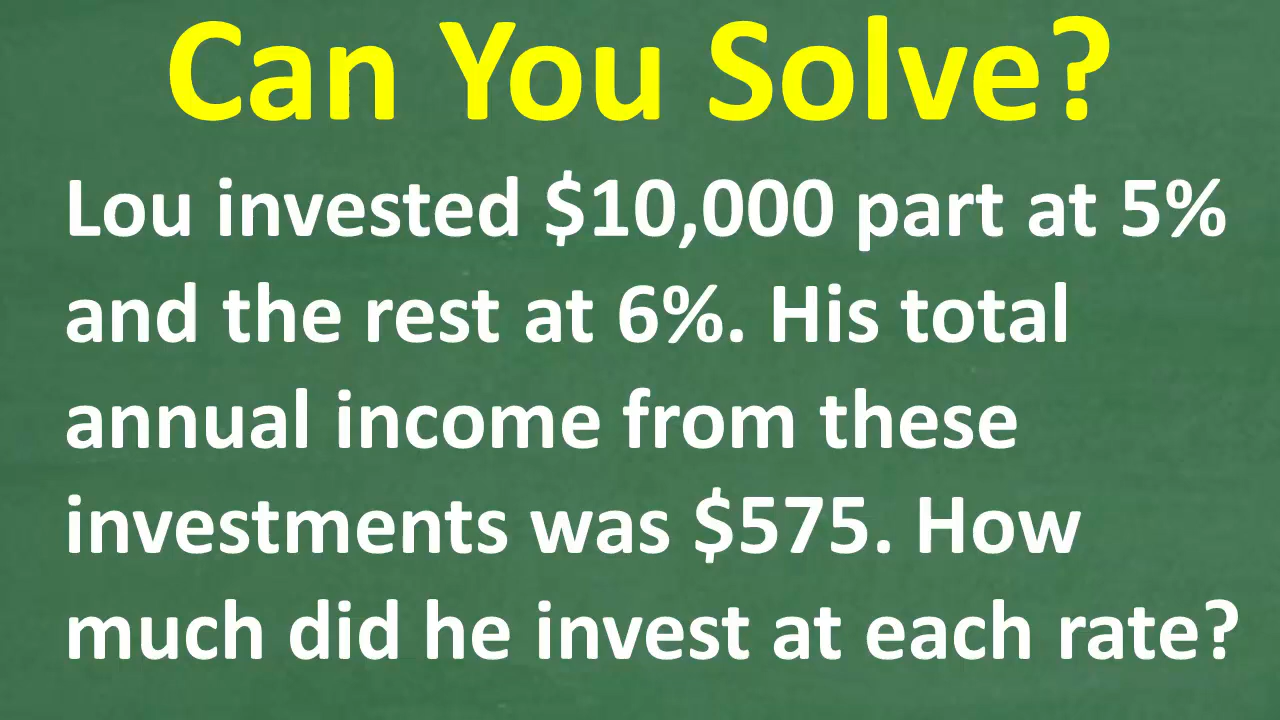 Can You Solve?
Lou invested $10,000 part at 5%
and the rest at 6%. His total
annual income from these
investments was $575. How
much did he invest at each rate?